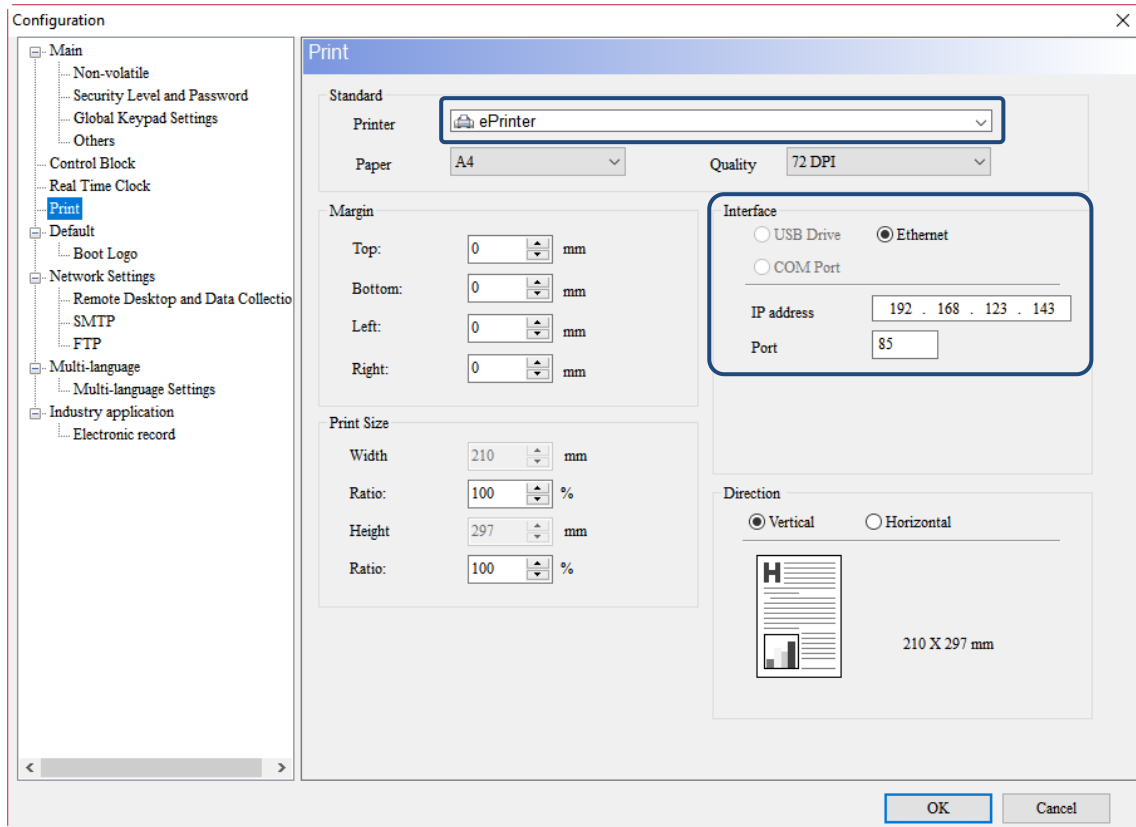 Configuration
Main
Non-volatile
Security Level and Password
Global Keypad Settings
Others
Control Block
Real Time Clock
Print
Default
Boot Logo
Network Settings
Remote Desktop and Data Collectio
SMTP
FTP
Multi-language
Multi-language Settings
Industry application
Electronic record
Print
Standard
Printer ePrinter
Paper A4 Quality 72 DPI
Margin
Top: 0 mm
Bottom: 0 mm
Left: 0 mm
Right: 0 mm
Print Size
Width 210 mm
Ratio: 100 %
Height 297 mm
Ratio: 100 %
Interface
USB Drive Ethernet
COM Port
IP address 192 . 168 . 123 . 143
Port 85
Direction
Vertical Horizontal
H
210 X 297 mm
OK Cancel